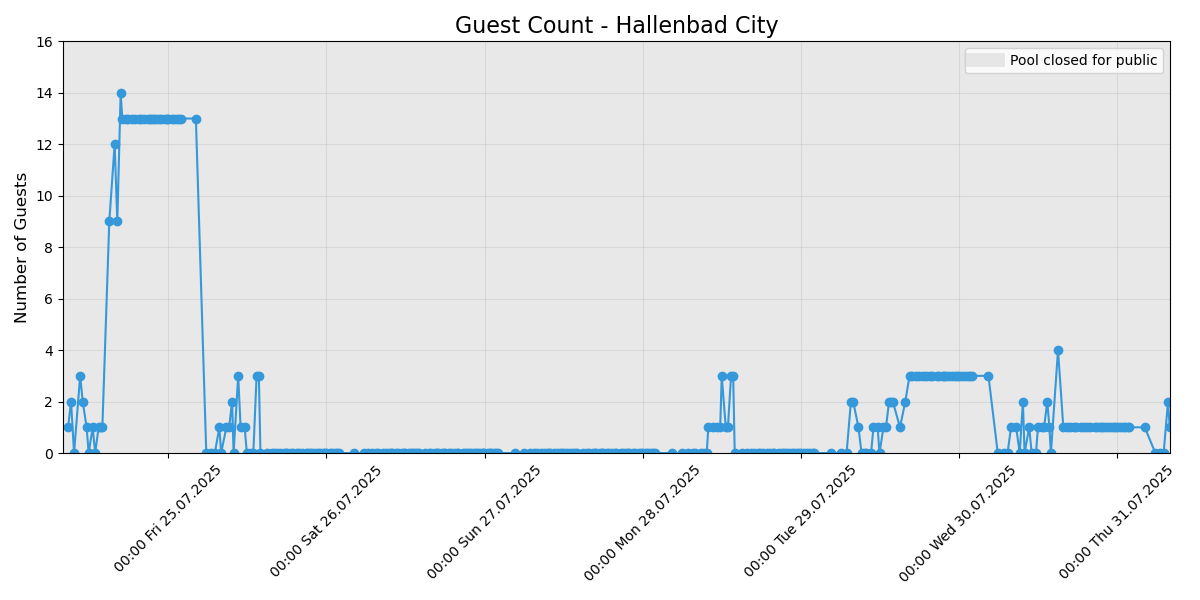 Guest Count - Hallenbad City
Pool closed for public
Number of Guests
16
14
12
10
8
6
4
2
0
00:00 Fri 25.07.2025
00:00 Sat 26.07.2025
00:00 Sun 27.07.2025
00:00 Mon 28.07.2025
00:00 Tue 29.07.2025
00:00 Wed 30.07.2025
00:00 Thu 31.07.2025